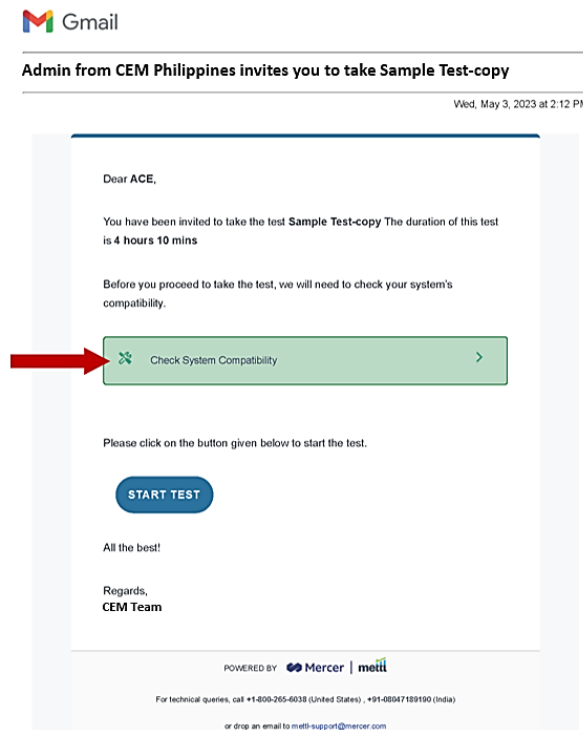 Gmail
Admin from CEM Philippines invites you to take Sample Test-copy
Wed, May 3, 2023 at 2:12 PM
Dear ACE,
You have been invited to take the test Sample Test-copy The duration of this test
is 4 hours 10 mins
Before you proceed to take the test, we will need to check your system's
compatibility.
Check System Compatibility
Please click on the button given below to start the test.
START TEST
All the best!
Regards,
CEM Team
POWERED BY Mercer | mettl
For technical queries, call +1-800-265-6038 (United States) , +91-08047189190 (India)
or drop an email to mettl-support@mercer.com